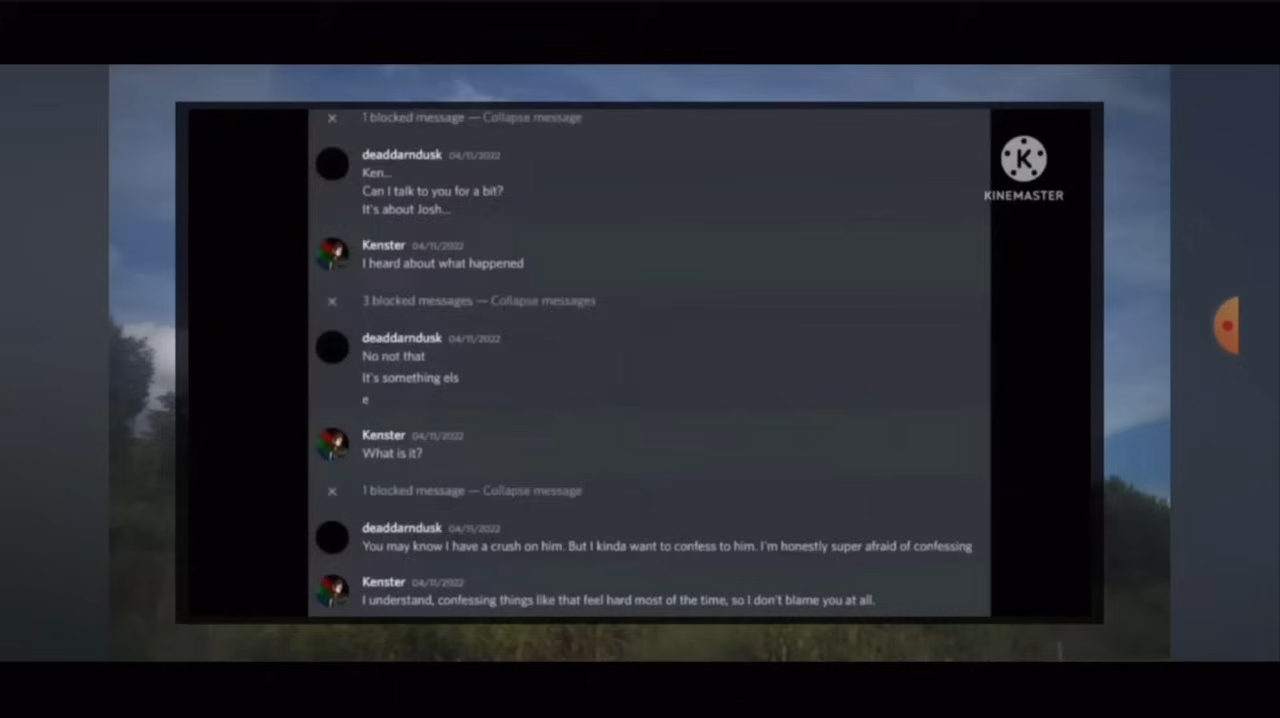 1 blocked message — Collapse message
deaddarndusk 04/11/2022
Ken...
Can I talk to you for a bit?
It's about Josh...
KINEMASTER
Kenster 04/11/2022
I heard about what happened
3 blocked messages — Collapse messages
deaddarndusk 04/11/2022
No not that
It's something els
e
Kenster 04/11/2022
What is it?
1 blocked message — Collapse message
deaddarndusk 04/11/2022
You may know I have a crush on him. But I kinda want to confess to him. I'm honestly super afraid of confessing
Kenster 04/11/2022
I understand, confessing things like that feel hard most of the time, so I don't blame you at all.